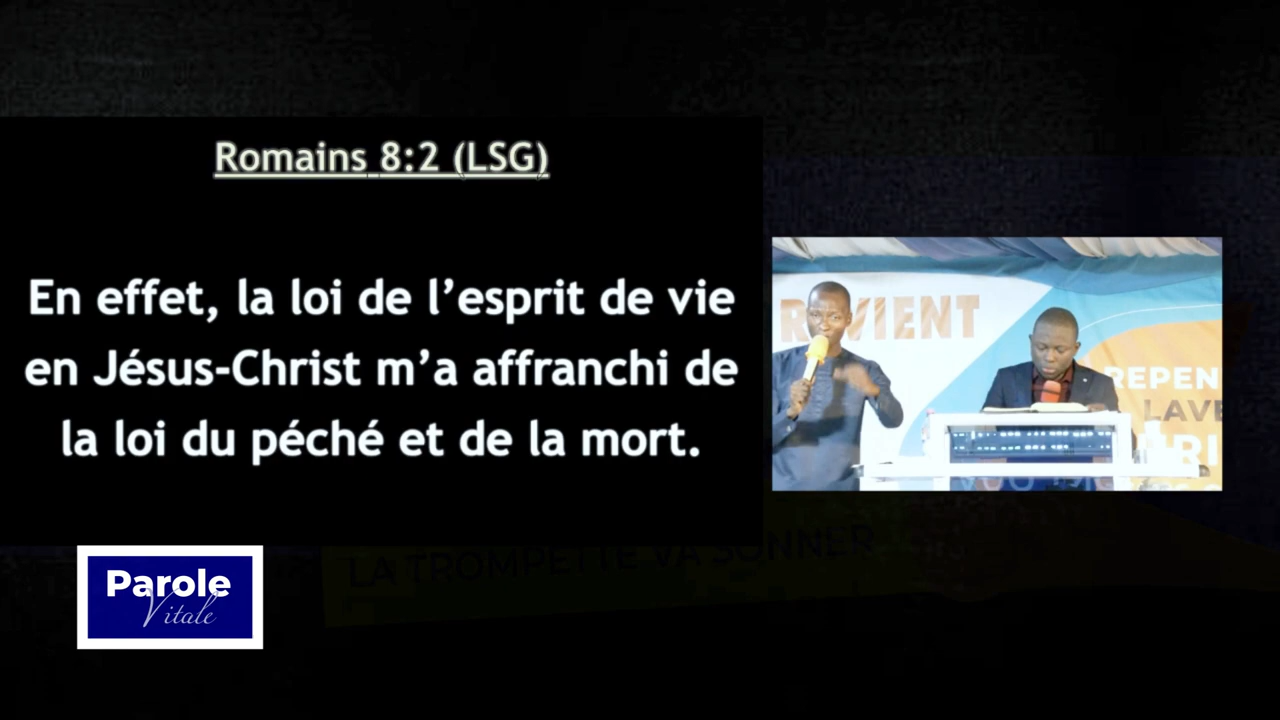 Romains 8:2 (LSG)
En effet, la loi de l’esprit de vie
en Jésus-Christ m’a affranchi de
la loi du péché et de la mort.
VIENT
REPEN
LAVE
RI
LA TROMPETTE VA SONNER
Parole
Vitale